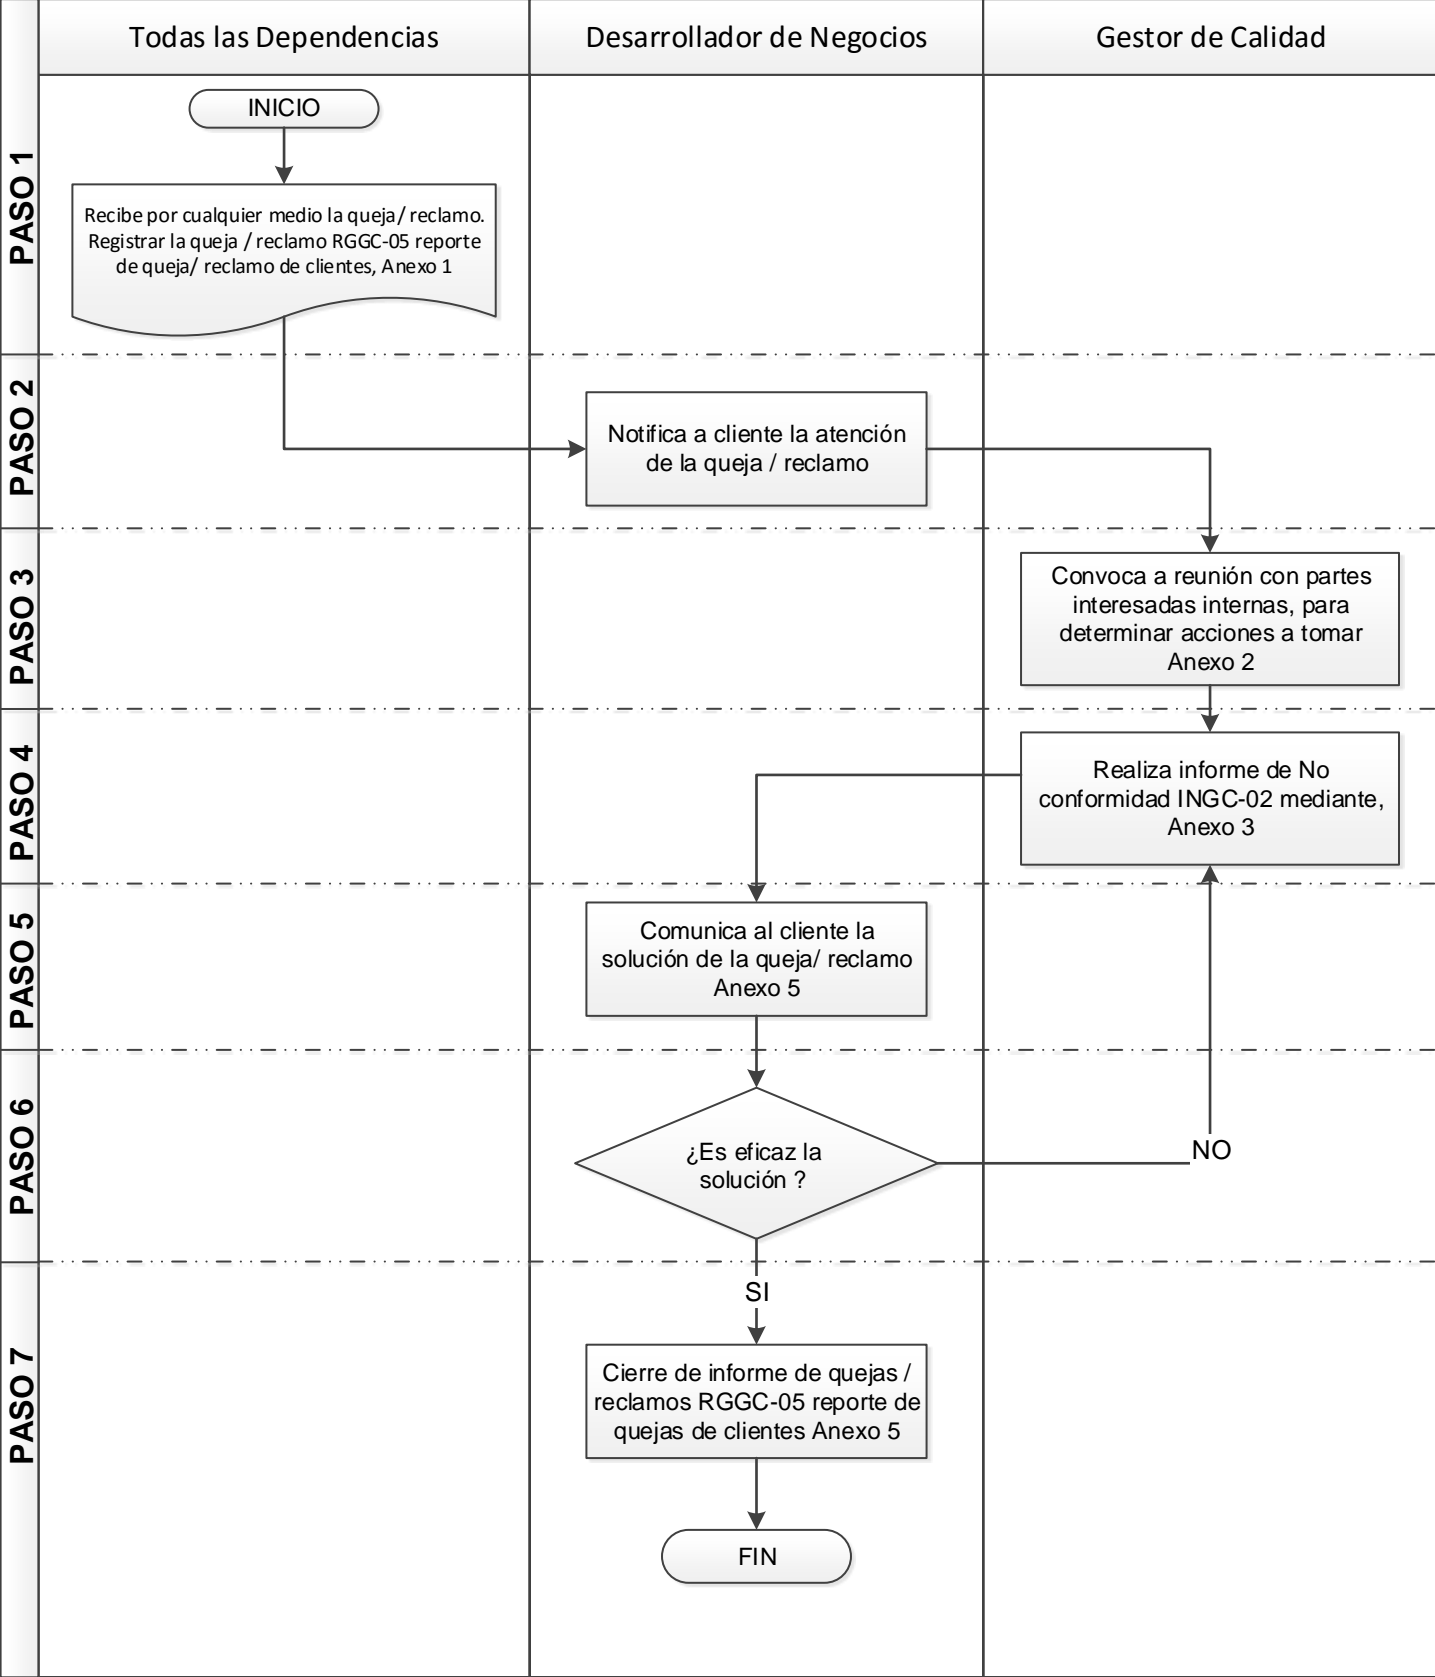 Todas las Dependencias
Desarrollador de Negocios
Gestor de Calidad
PASO 1
INICIO
Recibe por cualquier medio la queja/ reclamo.
Registrar la queja / reclamo RGGC-05 reporte
de queja/ reclamo de clientes, Anexo 1
PASO 2
Notifica a cliente la atención
de la queja / reclamo
PASO 3
Convoca a reunión con partes
interesadas internas, para
determinar acciones a tomar
Anexo 2
PASO 4
Realiza informe de No
conformidad INGC-02 mediante,
Anexo 3
PASO 5
Comunica al cliente la
solución de la queja/ reclamo
Anexo 5
PASO 6
¿Es eficaz la
solución ?
NO
PASO 7
SI
Cierre de informe de quejas /
reclamos RGGC-05 reporte de
quejas de clientes Anexo 5
FIN